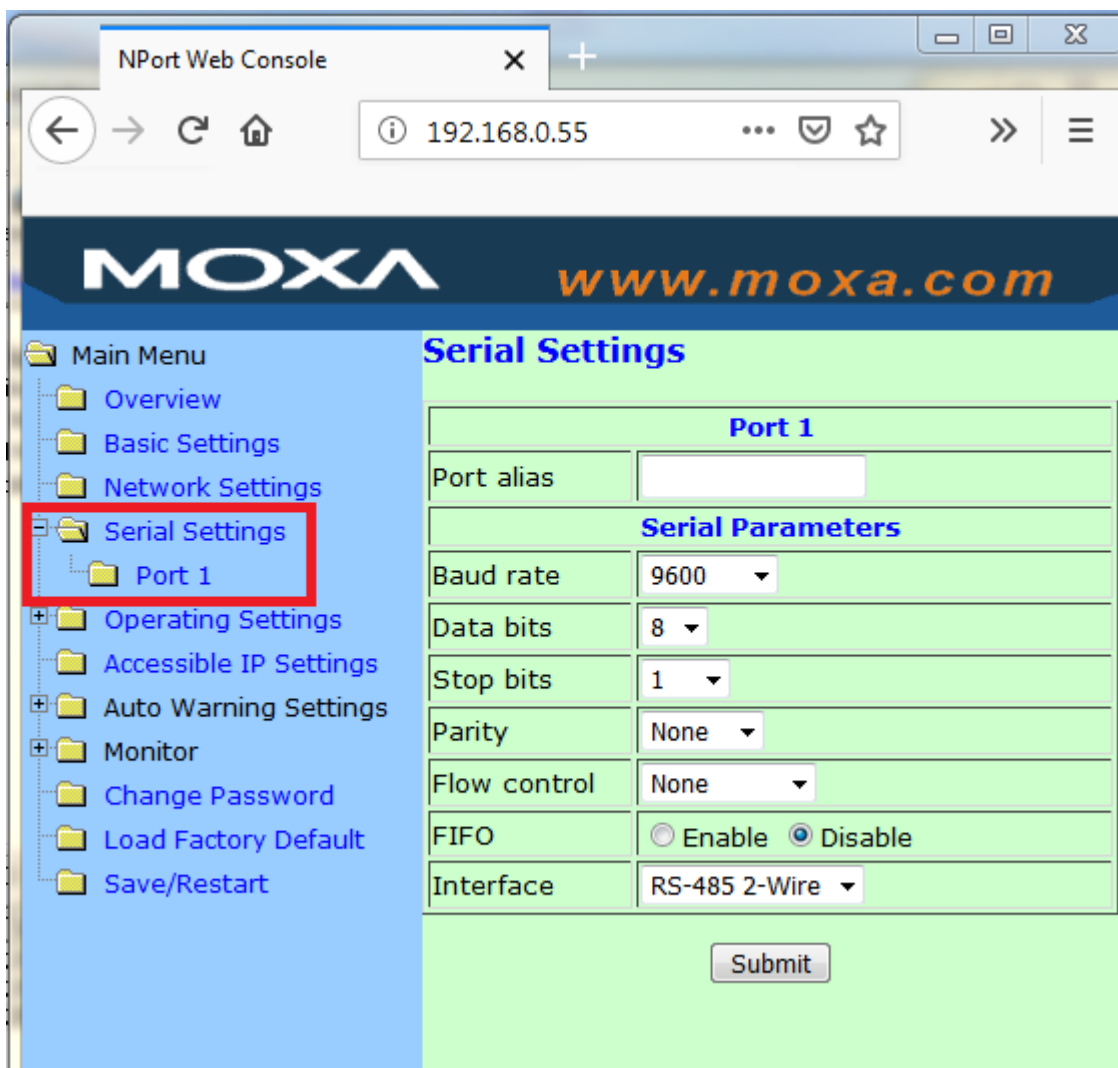 NPort Web Console
192.168.0.55
MOXA www.moxa.com
Main Menu
Overview
Basic Settings
Network Settings
Serial Settings
Port 1
Operating Settings
Accessible IP Settings
Auto Warning Settings
Monitor
Change Password
Load Factory Default
Save/Restart
Serial Settings
Port 1
Port alias
Serial Parameters
Baud rate 9600
Data bits 8
Stop bits 1
Parity None
Flow control None
FIFO Enable Disable
Interface RS-485 2-Wire
Submit